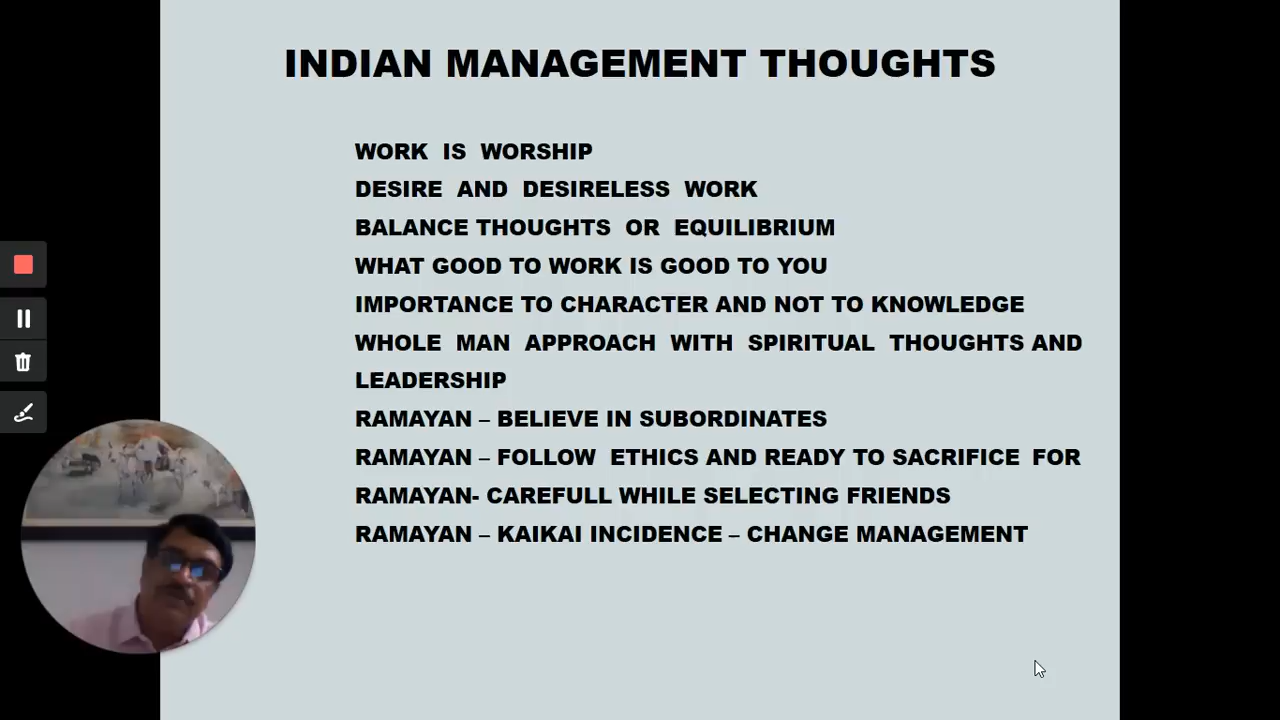 INDIAN MANAGEMENT THOUGHTS
WORK IS WORSHIP
DESIRE AND DESIRELESS WORK
BALANCE THOUGHTS OR EQUILIBRIUM
WHAT GOOD TO WORK IS GOOD TO YOU
IMPORTANCE TO CHARACTER AND NOT TO KNOWLEDGE
WHOLE MAN APPROACH WITH SPIRITUAL THOUGHTS AND
LEADERSHIP
RAMAYAN – BELIEVE IN SUBORDINATES
RAMAYAN – FOLLOW ETHICS AND READY TO SACRIFICE FOR
RAMAYAN- CAREFULL WHILE SELECTING FRIENDS
RAMAYAN – KAIKAI INCIDENCE – CHANGE MANAGEMENT